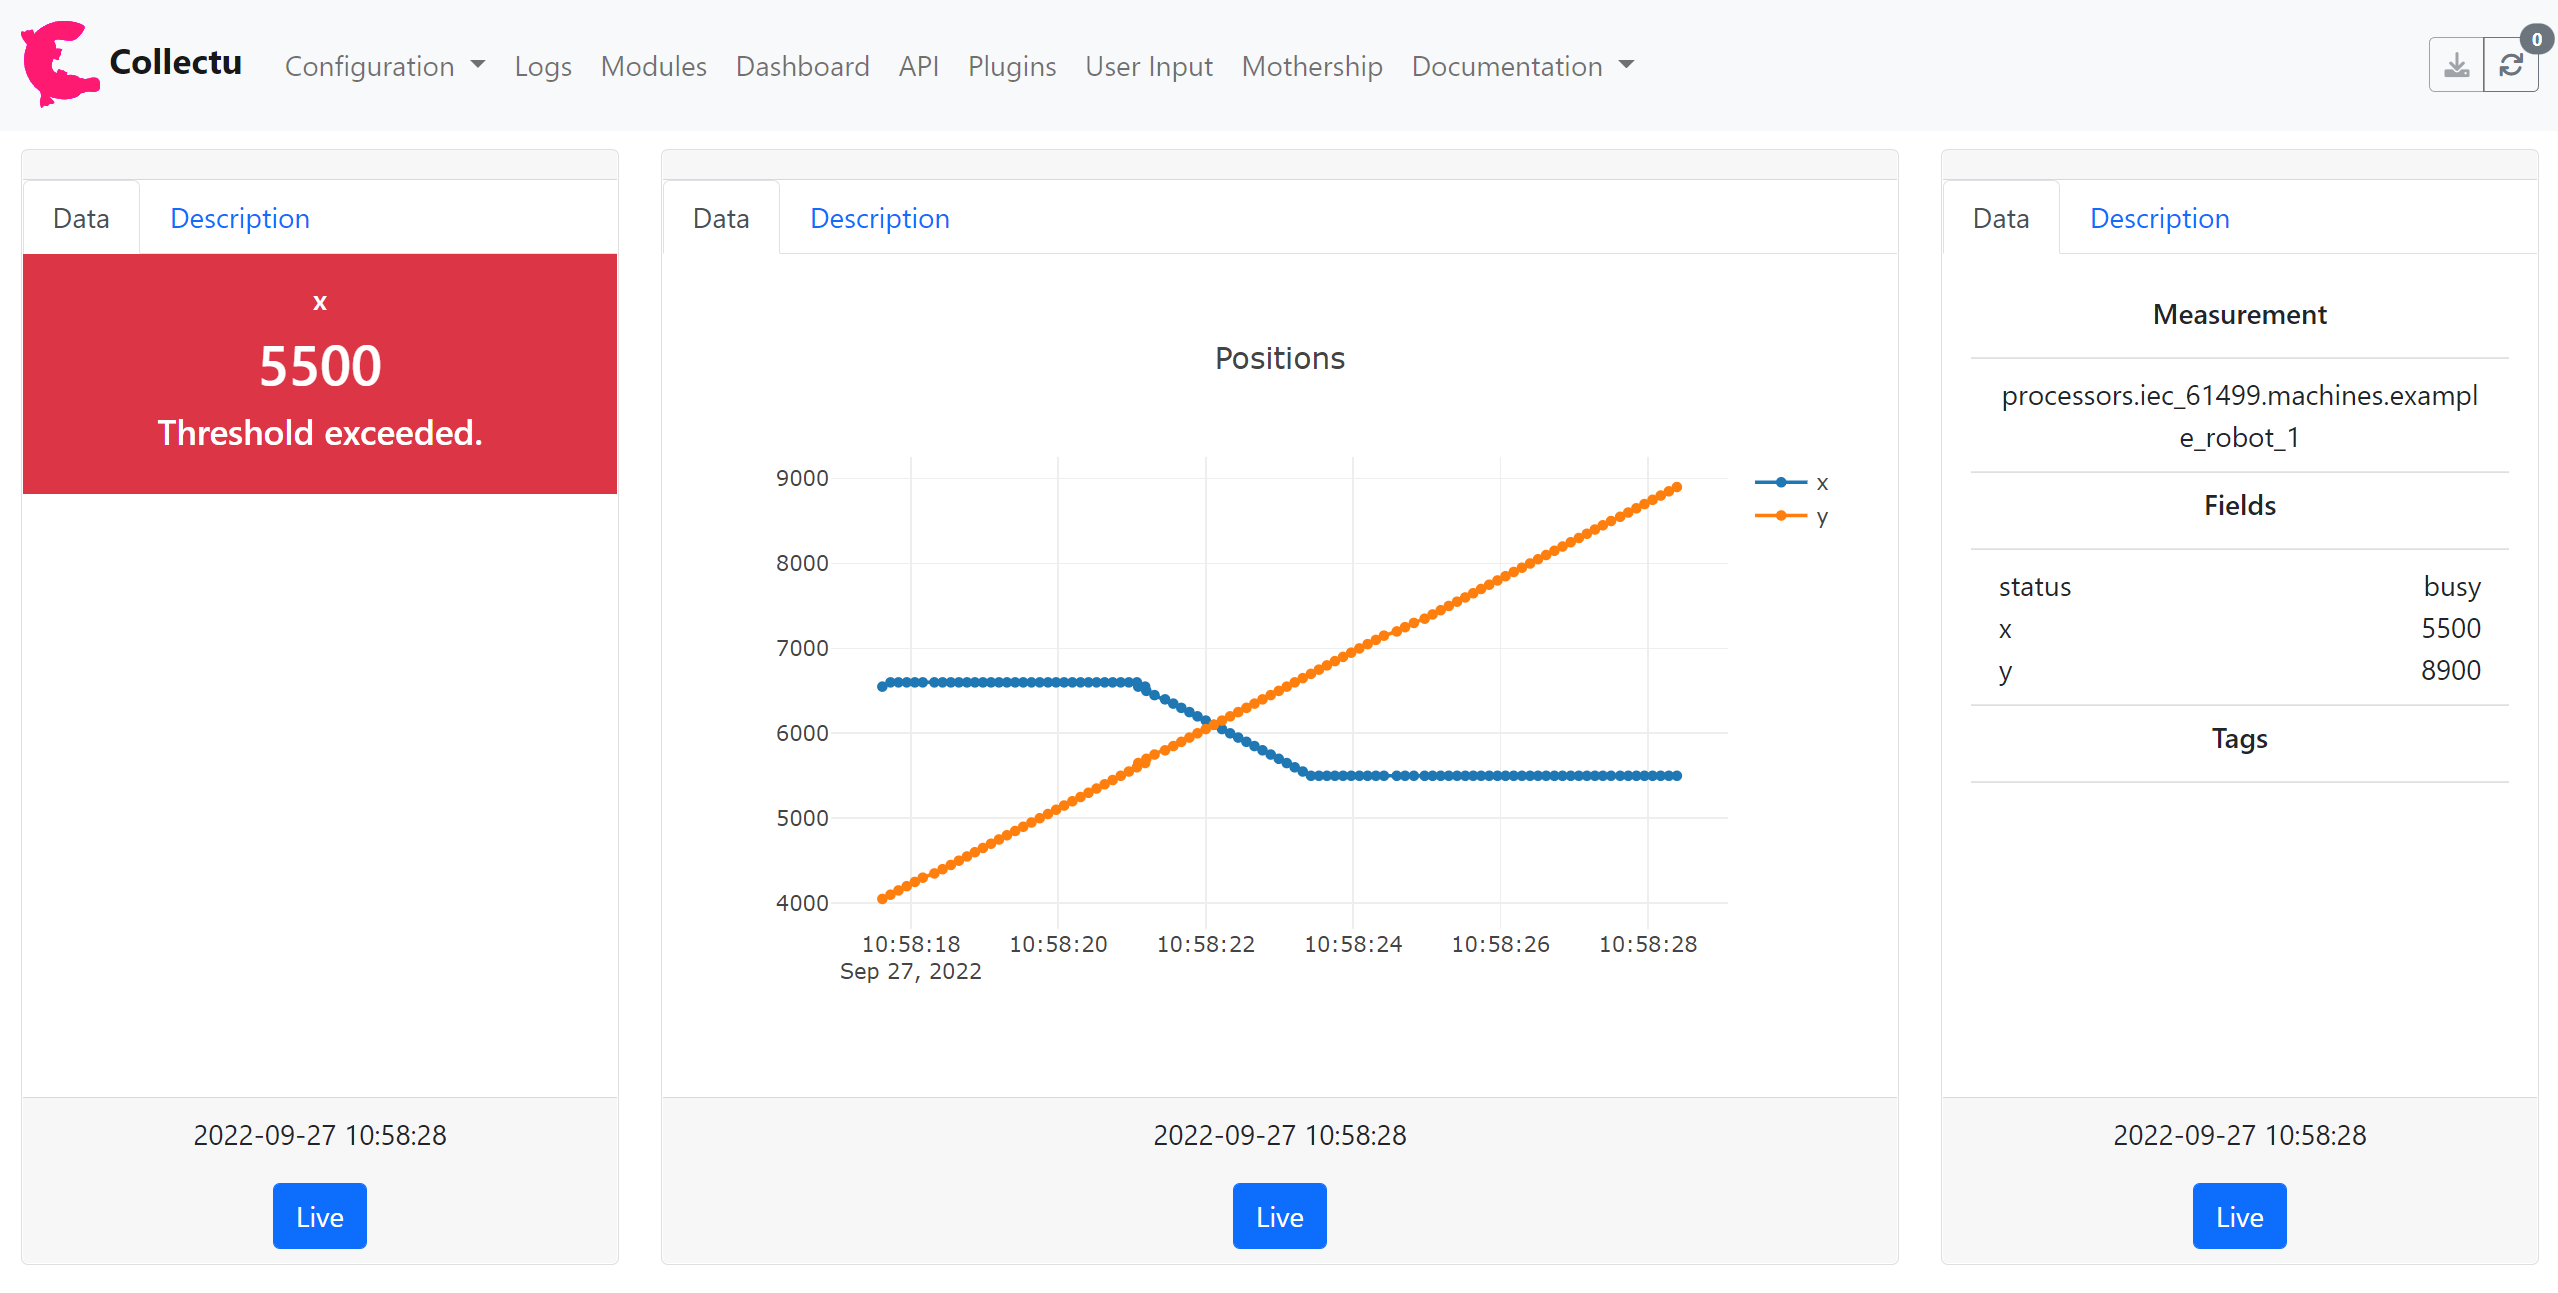 Collectu Configuration Logs Modules Dashboard API Plugins User Input Mothership Documentation 0
Data Description
x
5500
Threshold exceeded.
2022-09-27 10:58:28
Live
Data Description
Positions
9000
8000
7000
6000
5000
4000
10:58:18 10:58:20 10:58:22 10:58:24 10:58:26 10:58:28
Sep 27, 2022
x
y
2022-09-27 10:58:28
Live
Data Description
Measurement
processors.iec_61499.machines.exampl
e_robot_1
Fields
status busy
x 5500
y 8900
Tags
2022-09-27 10:58:28
Live